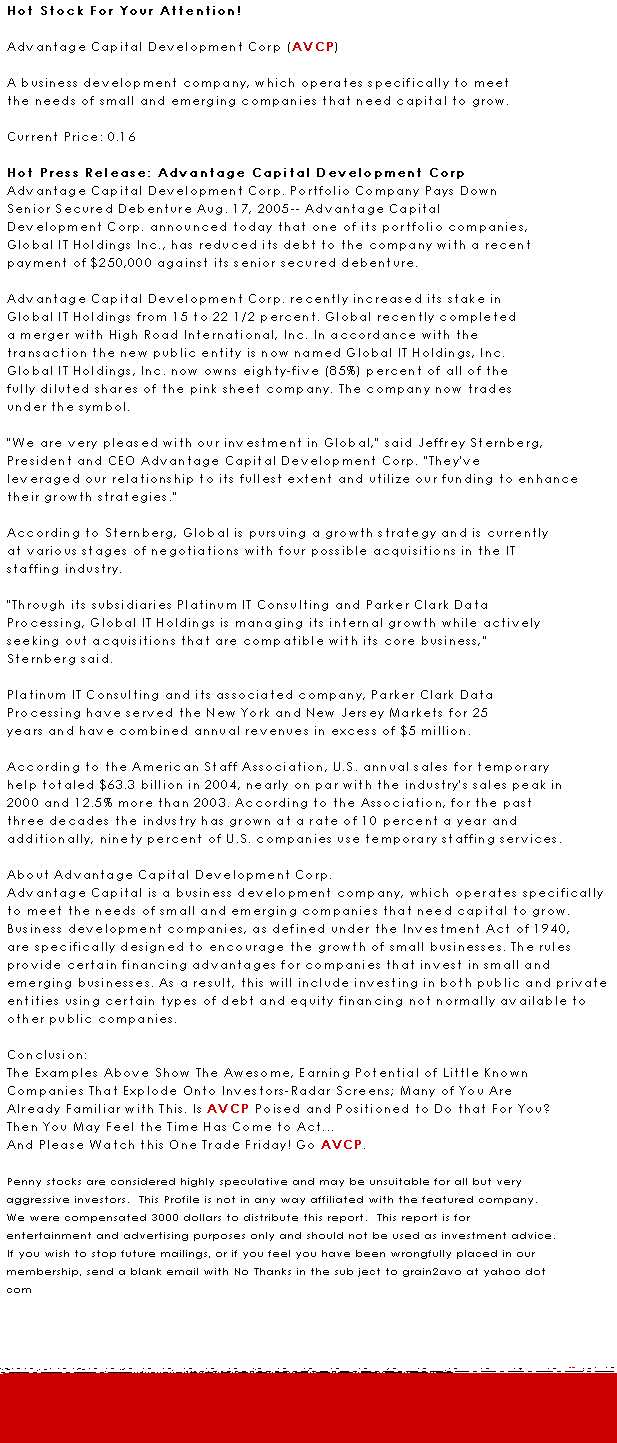 Hot Stock For Your Attention!
Advantage Capital Development Corp (AVCP)
A business development company, which operates specifically to meet
the needs of small and emerging companies that need capital to grow.
Current Price: 0.16
Hot Press Release: Advantage Capital Development Corp
Advantage Capital Development Corp. Portfolio Company Pays Down
Senior Secured Debenture Aug. 17, 2005-- Advantage Capital
Development Corp. announced today that one of its portfolio companies,
Global IT Holdings Inc., has reduced its debt to the company with a recent
payment of $250,000 against its senior secured debenture.
Advantage Capital Development Corp. recently increased its stake in
Global IT Holdings from 15 to 22 1/2 percent. Global recently completed
a merger with High Road International, Inc. In accordance with the
transaction the new public entity is now named Global IT Holdings, Inc.
Global IT Holdings, Inc. now owns eighty-five (85%) percent of all of the
fully diluted shares of the pink sheet company. The company now trades
under the symbol.
"We are very pleased with our investment in Global," said Jeffrey Sternberg,
President and CEO Advantage Capital Development Corp. "They've
leveraged our relationship to its fullest extent and utilize our funding to enhance
their growth strategies."
According to Sternberg, Global is pursuing a growth strategy and is currently
at various stages of negotiations with four possible acquisitions in the IT
staffing industry.
"Through its subsidiaries Platinum IT Consulting and Parker Clark Data
Processing, Global IT Holdings is managing its internal growth while actively
seeking out acquisitions that are compatible with its core business,"
Sternberg said.
Platinum IT Consulting and its associated company, Parker Clark Data
Processing have served the New York and New Jersey Markets for 25
years and have combined annual revenues in excess of $5 million.
According to the American Staff Association, U.S. annual sales for temporary
help totaled $63.3 billion in 2004, nearly on par with the industry's sales peak in
2000 and 12.5% more than 2003. According to the Association, for the past
three decades the industry has grown at a rate of 10 percent a year and
additionally, ninety percent of U.S. companies use temporary staffing services.
About Advantage Capital Development Corp.
Advantage Capital is a business development company, which operates specifically
to meet the needs of small and emerging companies that need capital to grow.
Business development companies, as defined under the Investment Act of 1940,
are specifically designed to encourage the growth of small businesses. The rules
provide certain financing advantages for companies that invest in small and
emerging businesses. As a result, this will include investing in both public and private
entities using certain types of debt and equity financing not normally available to
other public companies.
Conclusion:
The Examples Above Show The Awesome, Earning Potential of Little Known
Companies That Explode Onto Investors-Radar Screens; Many of You Are
Already Familiar with This. Is AVCP Poised and Positioned to Do that For You?
Then You May Feel the Time Has Come to Act...
And Please Watch this One Trade Friday! Go AVCP.
Penny stocks are considered highly speculative and may be unsuitable for all but very
aggressive investors.  This Profile is not in any way affiliated with the featured company.
We were compensated 3000 dollars to distribute this report.  This report is for
entertainment and advertising purposes only and should not be used as investment advice.
If you wish to stop future mailings, or if you feel you have been wrongfully placed in our
membership, send a blank email with No Thanks in the sub ject to grain2avo at yahoo dot
com